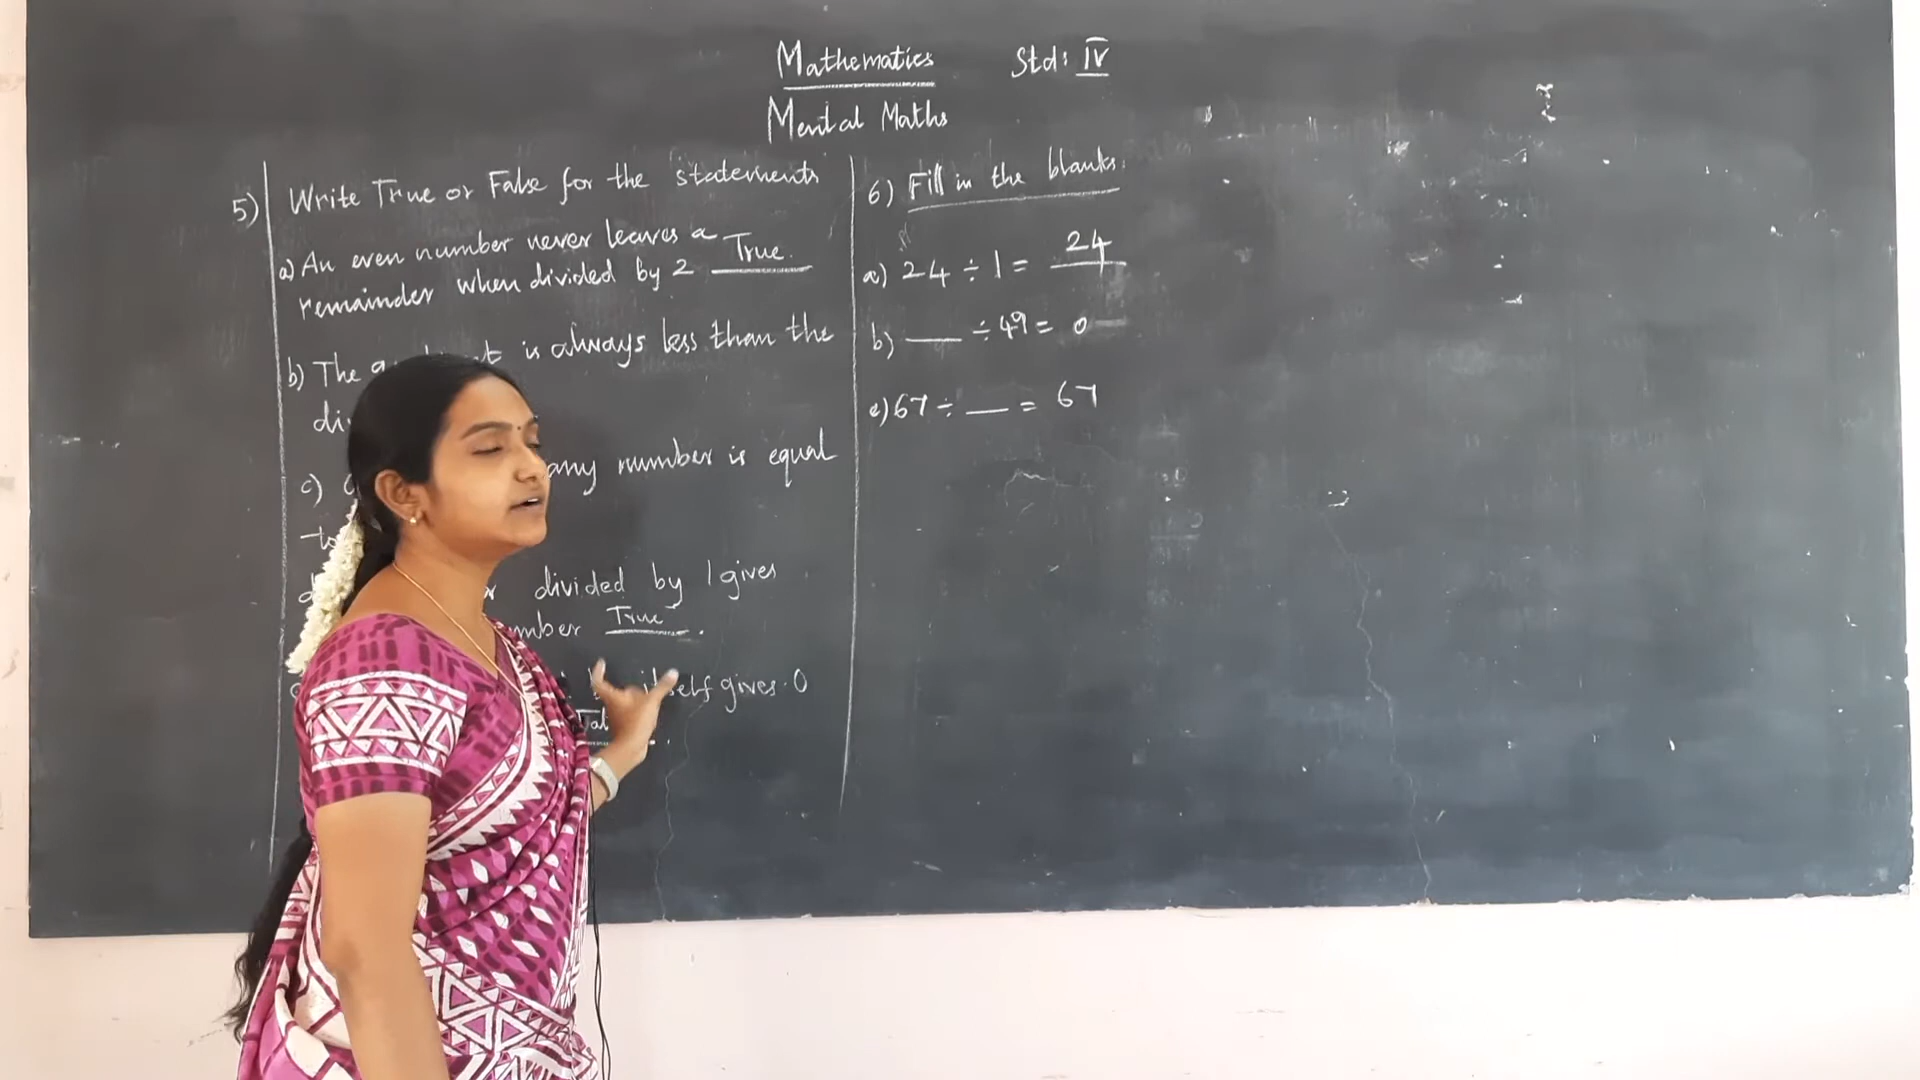 Mathematics Std: IV
Mental Maths
5) Write True or False for the statements
a) An even number never leaves a
remainder when divided by 2 True.
b) The is always less than the
c) any number is equal
divided by 1 gives
True.
itself gives 0
6) Fill in the blanks.
a) 24 ÷ 1 = 24
b) ___ ÷ 49 = 0
c) 67 ÷ ___ = 67